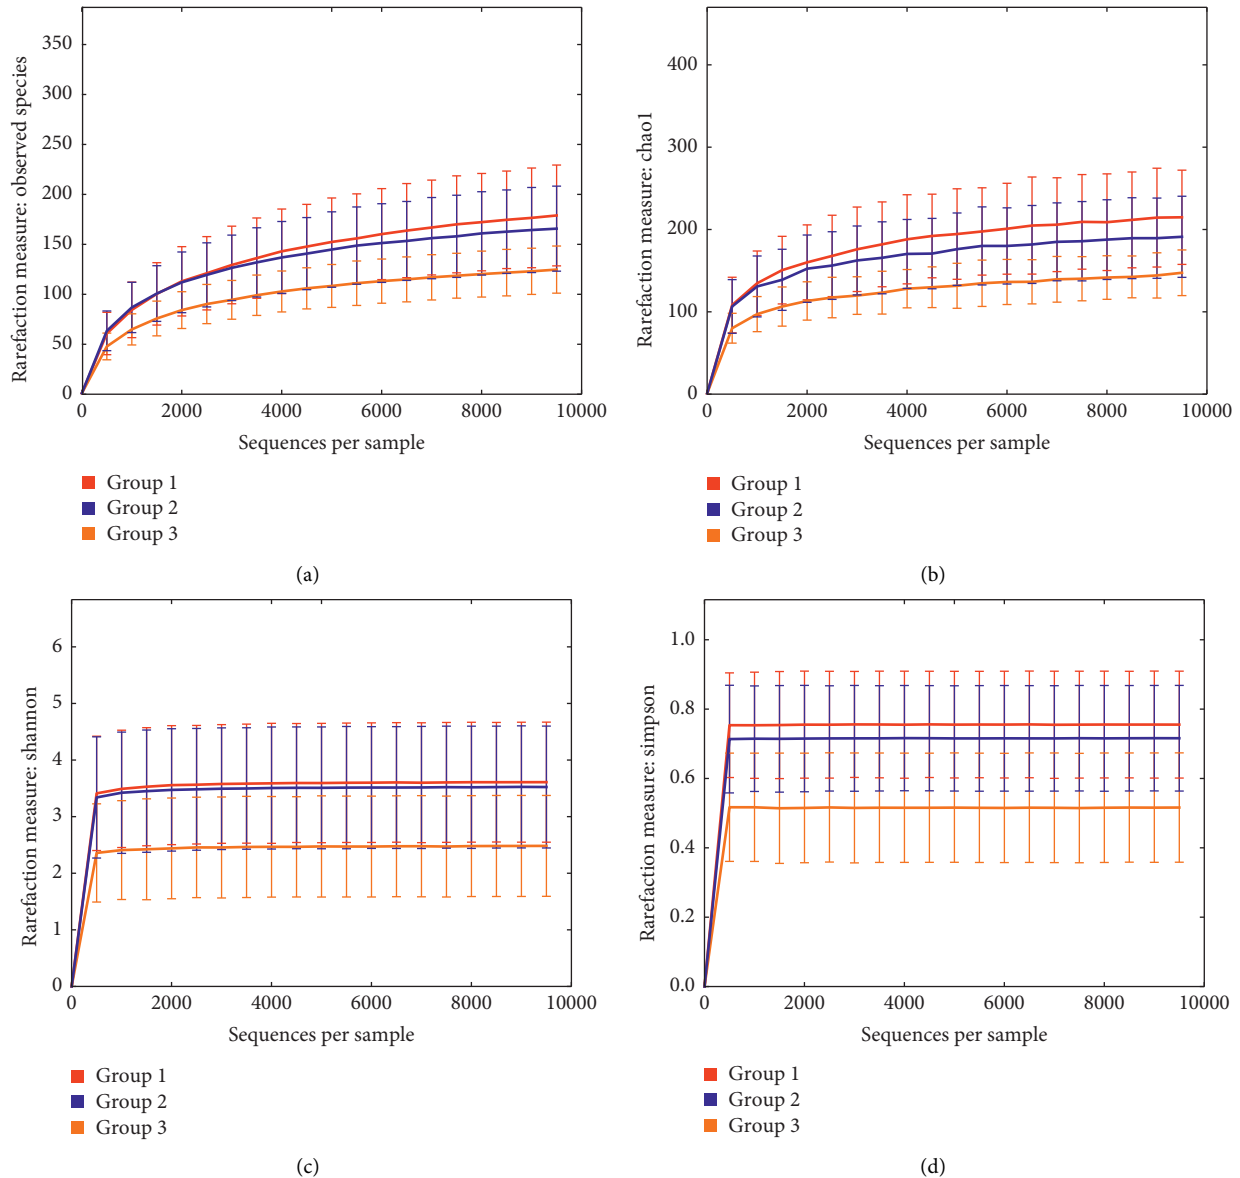 Rarefaction measure: observed species
350
300
250
200
150
100
50
0
0 2000 4000 6000 8000 10000
Sequences per sample
Group 1
Group 2
Group 3
(a)
Rarefaction measure: chao1
400
300
200
100
0
0 2000 4000 6000 8000 10000
Sequences per sample
Group 1
Group 2
Group 3
(b)
Rarefaction measure: shannon
6
5
4
3
2
1
0
0 2000 4000 6000 8000 10000
Sequences per sample
Group 1
Group 2
Group 3
(c)
Rarefaction measure: simpson
1.0
0.8
0.6
0.4
0.2
0.0
0 2000 4000 6000 8000 10000
Sequences per sample
Group 1
Group 2
Group 3
(d)